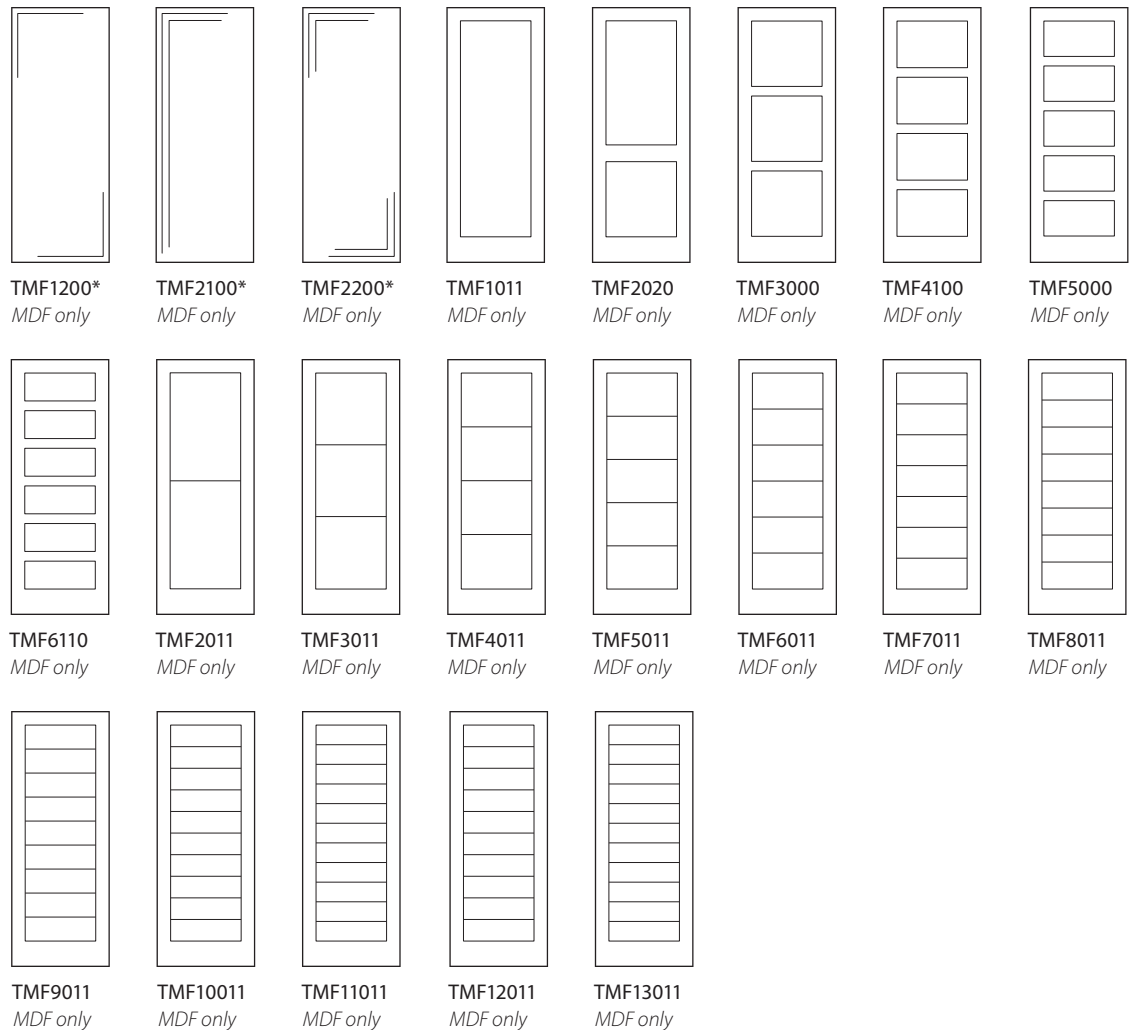 TMF1200*
MDF only
TMF2100*
MDF only
TMF2200*
MDF only
TMF1011
MDF only
TMF2020
MDF only
TMF3000
MDF only
TMF4100
MDF only
TMF5000
MDF only
TMF6110
MDF only
TMF2011
MDF only
TMF3011
MDF only
TMF4011
MDF only
TMF5011
MDF only
TMF6011
MDF only
TMF7011
MDF only
TMF8011
MDF only
TMF9011
MDF only
TMF10011
MDF only
TMF11011
MDF only
TMF12011
MDF only
TMF13011
MDF only